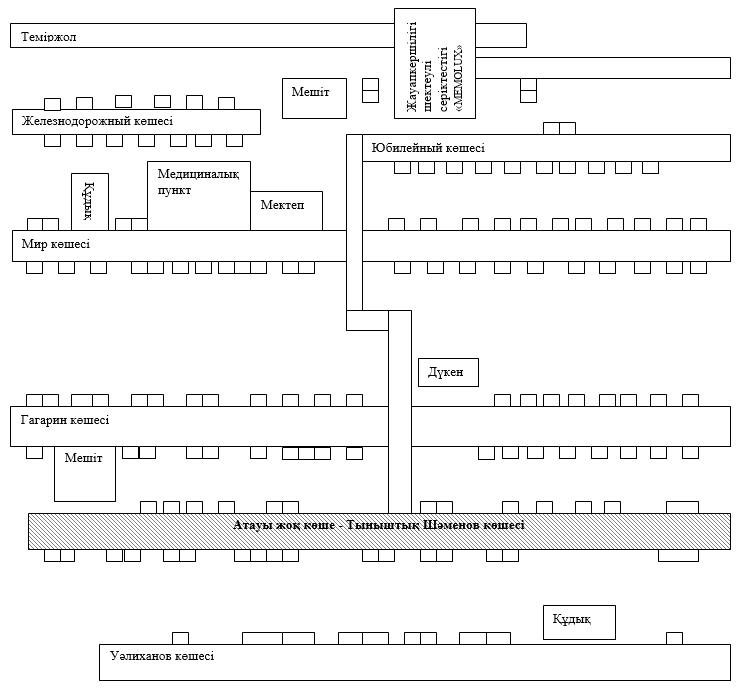 Теміржол
Жауапкершілігі
шектеулі
серіктестігі
«MEMOLUX»
Мешіт
Железнодорожный көшесі
Юбилейный көшесі
Құдық
Медициналық
пункт
Мектеп
Мир көшесі
Дүкен
Гагарин көшесі
Мешіт
Атауы жоқ көше - Тыныштық Шәменов көшесі
Құдық
Уәлиханов көшесі